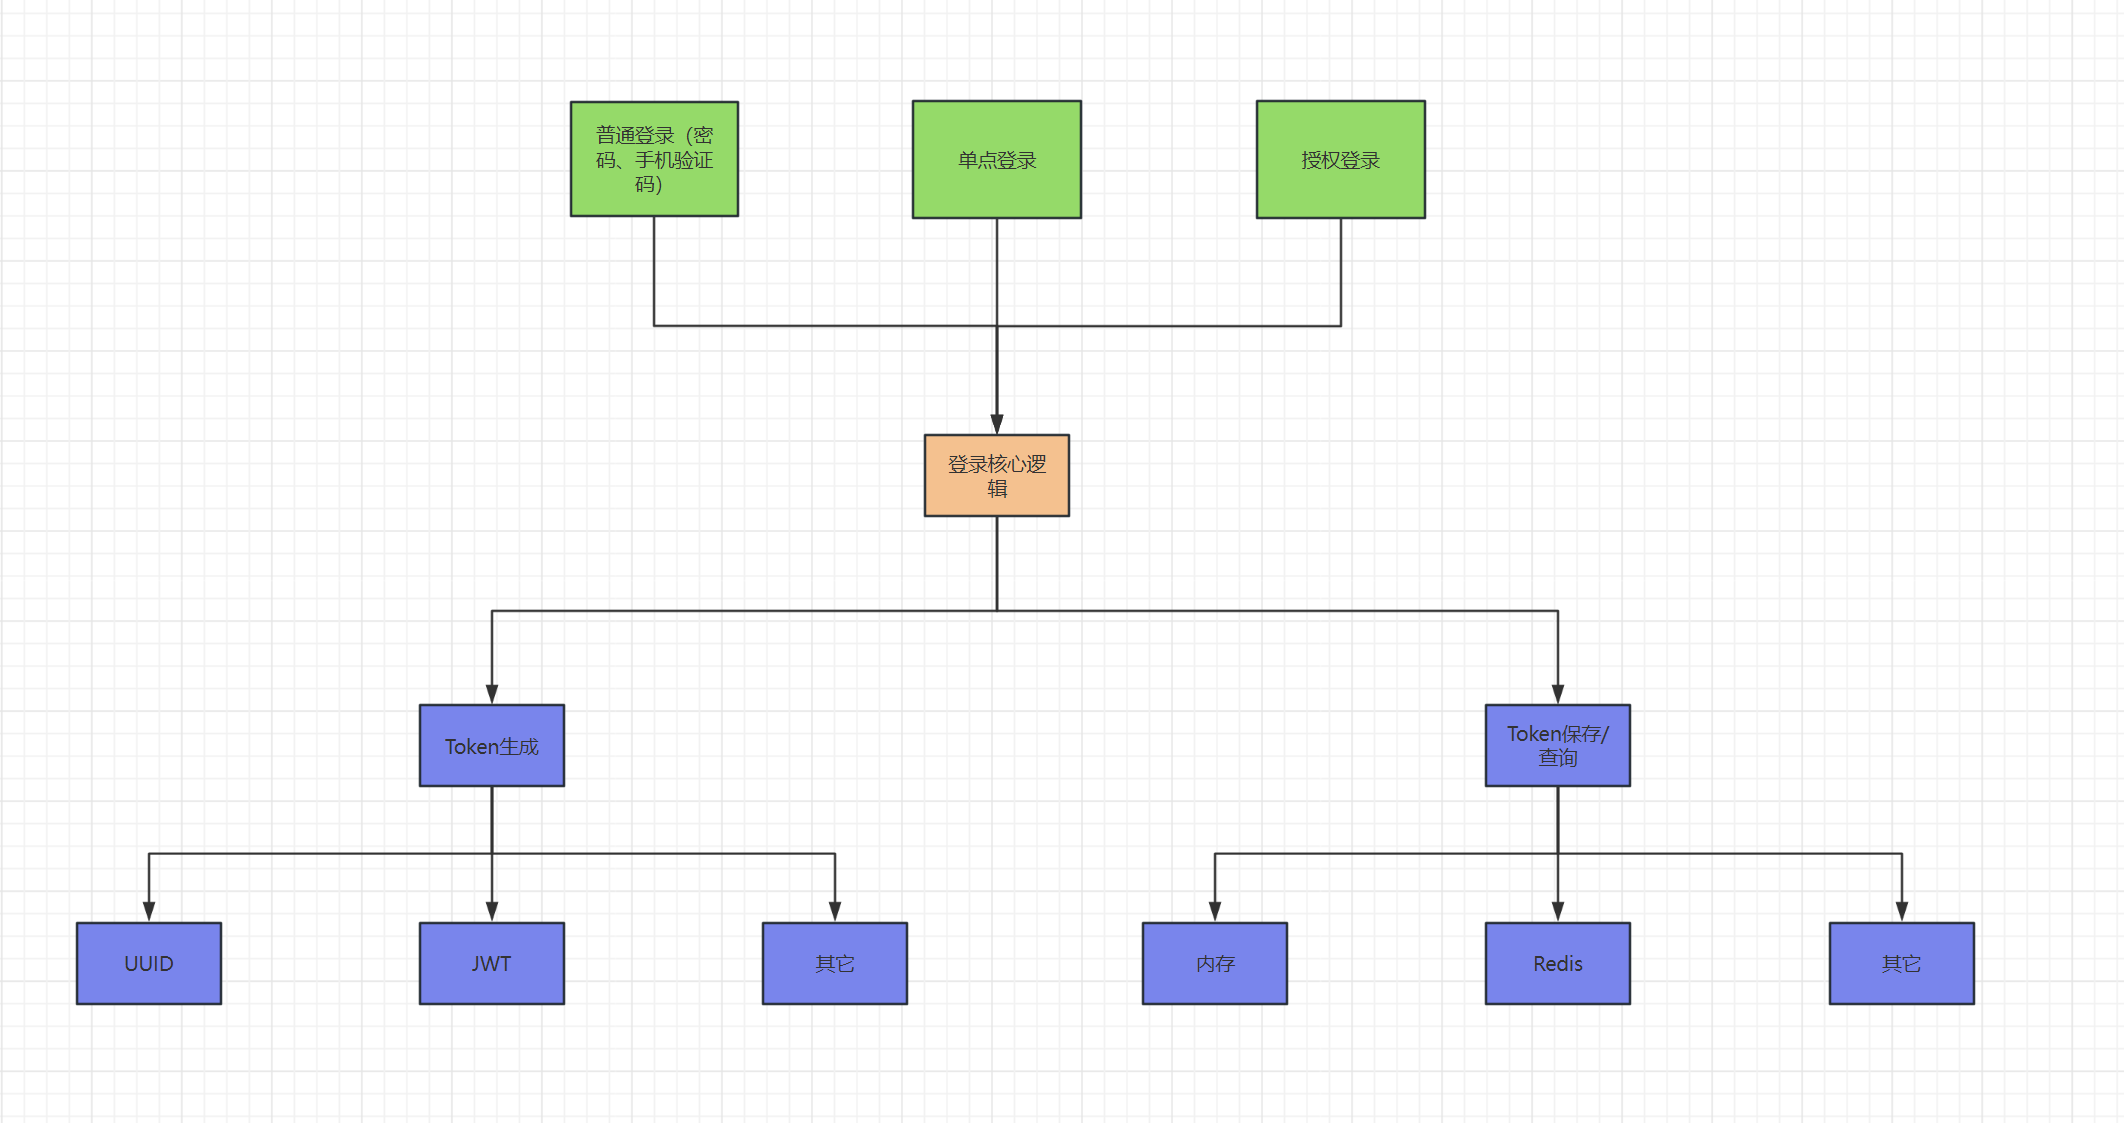 普通登录（密
码、手机验证
码）
单点登录
授权登录
登录核心逻
辑
Token生成
Token保存/
查询
UUID
JWT
其它
内存
Redis
其它